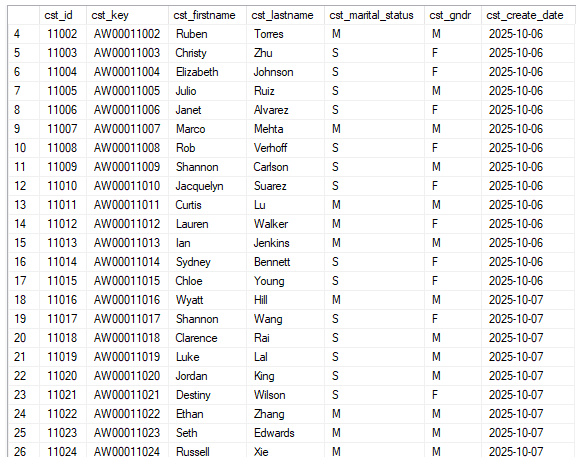 cst_id cst_key cst_firstname cst_lastname cst_marital_status cst_gndr cst_create_date
4 11002 AW00011002 Ruben Torres M M 2025-10-06
5 11003 AW00011003 Christy Zhu S F 2025-10-06
6 11004 AW00011004 Elizabeth Johnson S F 2025-10-06
7 11005 AW00011005 Julio Ruiz S M 2025-10-06
8 11006 AW00011006 Janet Alvarez S F 2025-10-06
9 11007 AW00011007 Marco Mehta M M 2025-10-06
10 11008 AW00011008 Rob Verhoff S F 2025-10-06
11 11009 AW00011009 Shannon Carlson S M 2025-10-06
12 11010 AW00011010 Jacquelyn Suarez S F 2025-10-06
13 11011 AW00011011 Curtis Lu M M 2025-10-06
14 11012 AW00011012 Lauren Walker M F 2025-10-06
15 11013 AW00011013 Ian Jenkins M M 2025-10-06
16 11014 AW00011014 Sydney Bennett S F 2025-10-06
17 11015 AW00011015 Chloe Young S F 2025-10-06
18 11016 AW00011016 Wyatt Hill M M 2025-10-07
19 11017 AW00011017 Shannon Wang S F 2025-10-07
20 11018 AW00011018 Clarence Rai S M 2025-10-07
21 11019 AW00011019 Luke Lal S M 2025-10-07
22 11020 AW00011020 Jordan King S M 2025-10-07
23 11021 AW00011021 Destiny Wilson S F 2025-10-07
24 11022 AW00011022 Ethan Zhang M M 2025-10-07
25 11023 AW00011023 Seth Edwards M M 2025-10-07
26 11024 AW00011024 Russell Xie M M 2025-10-07